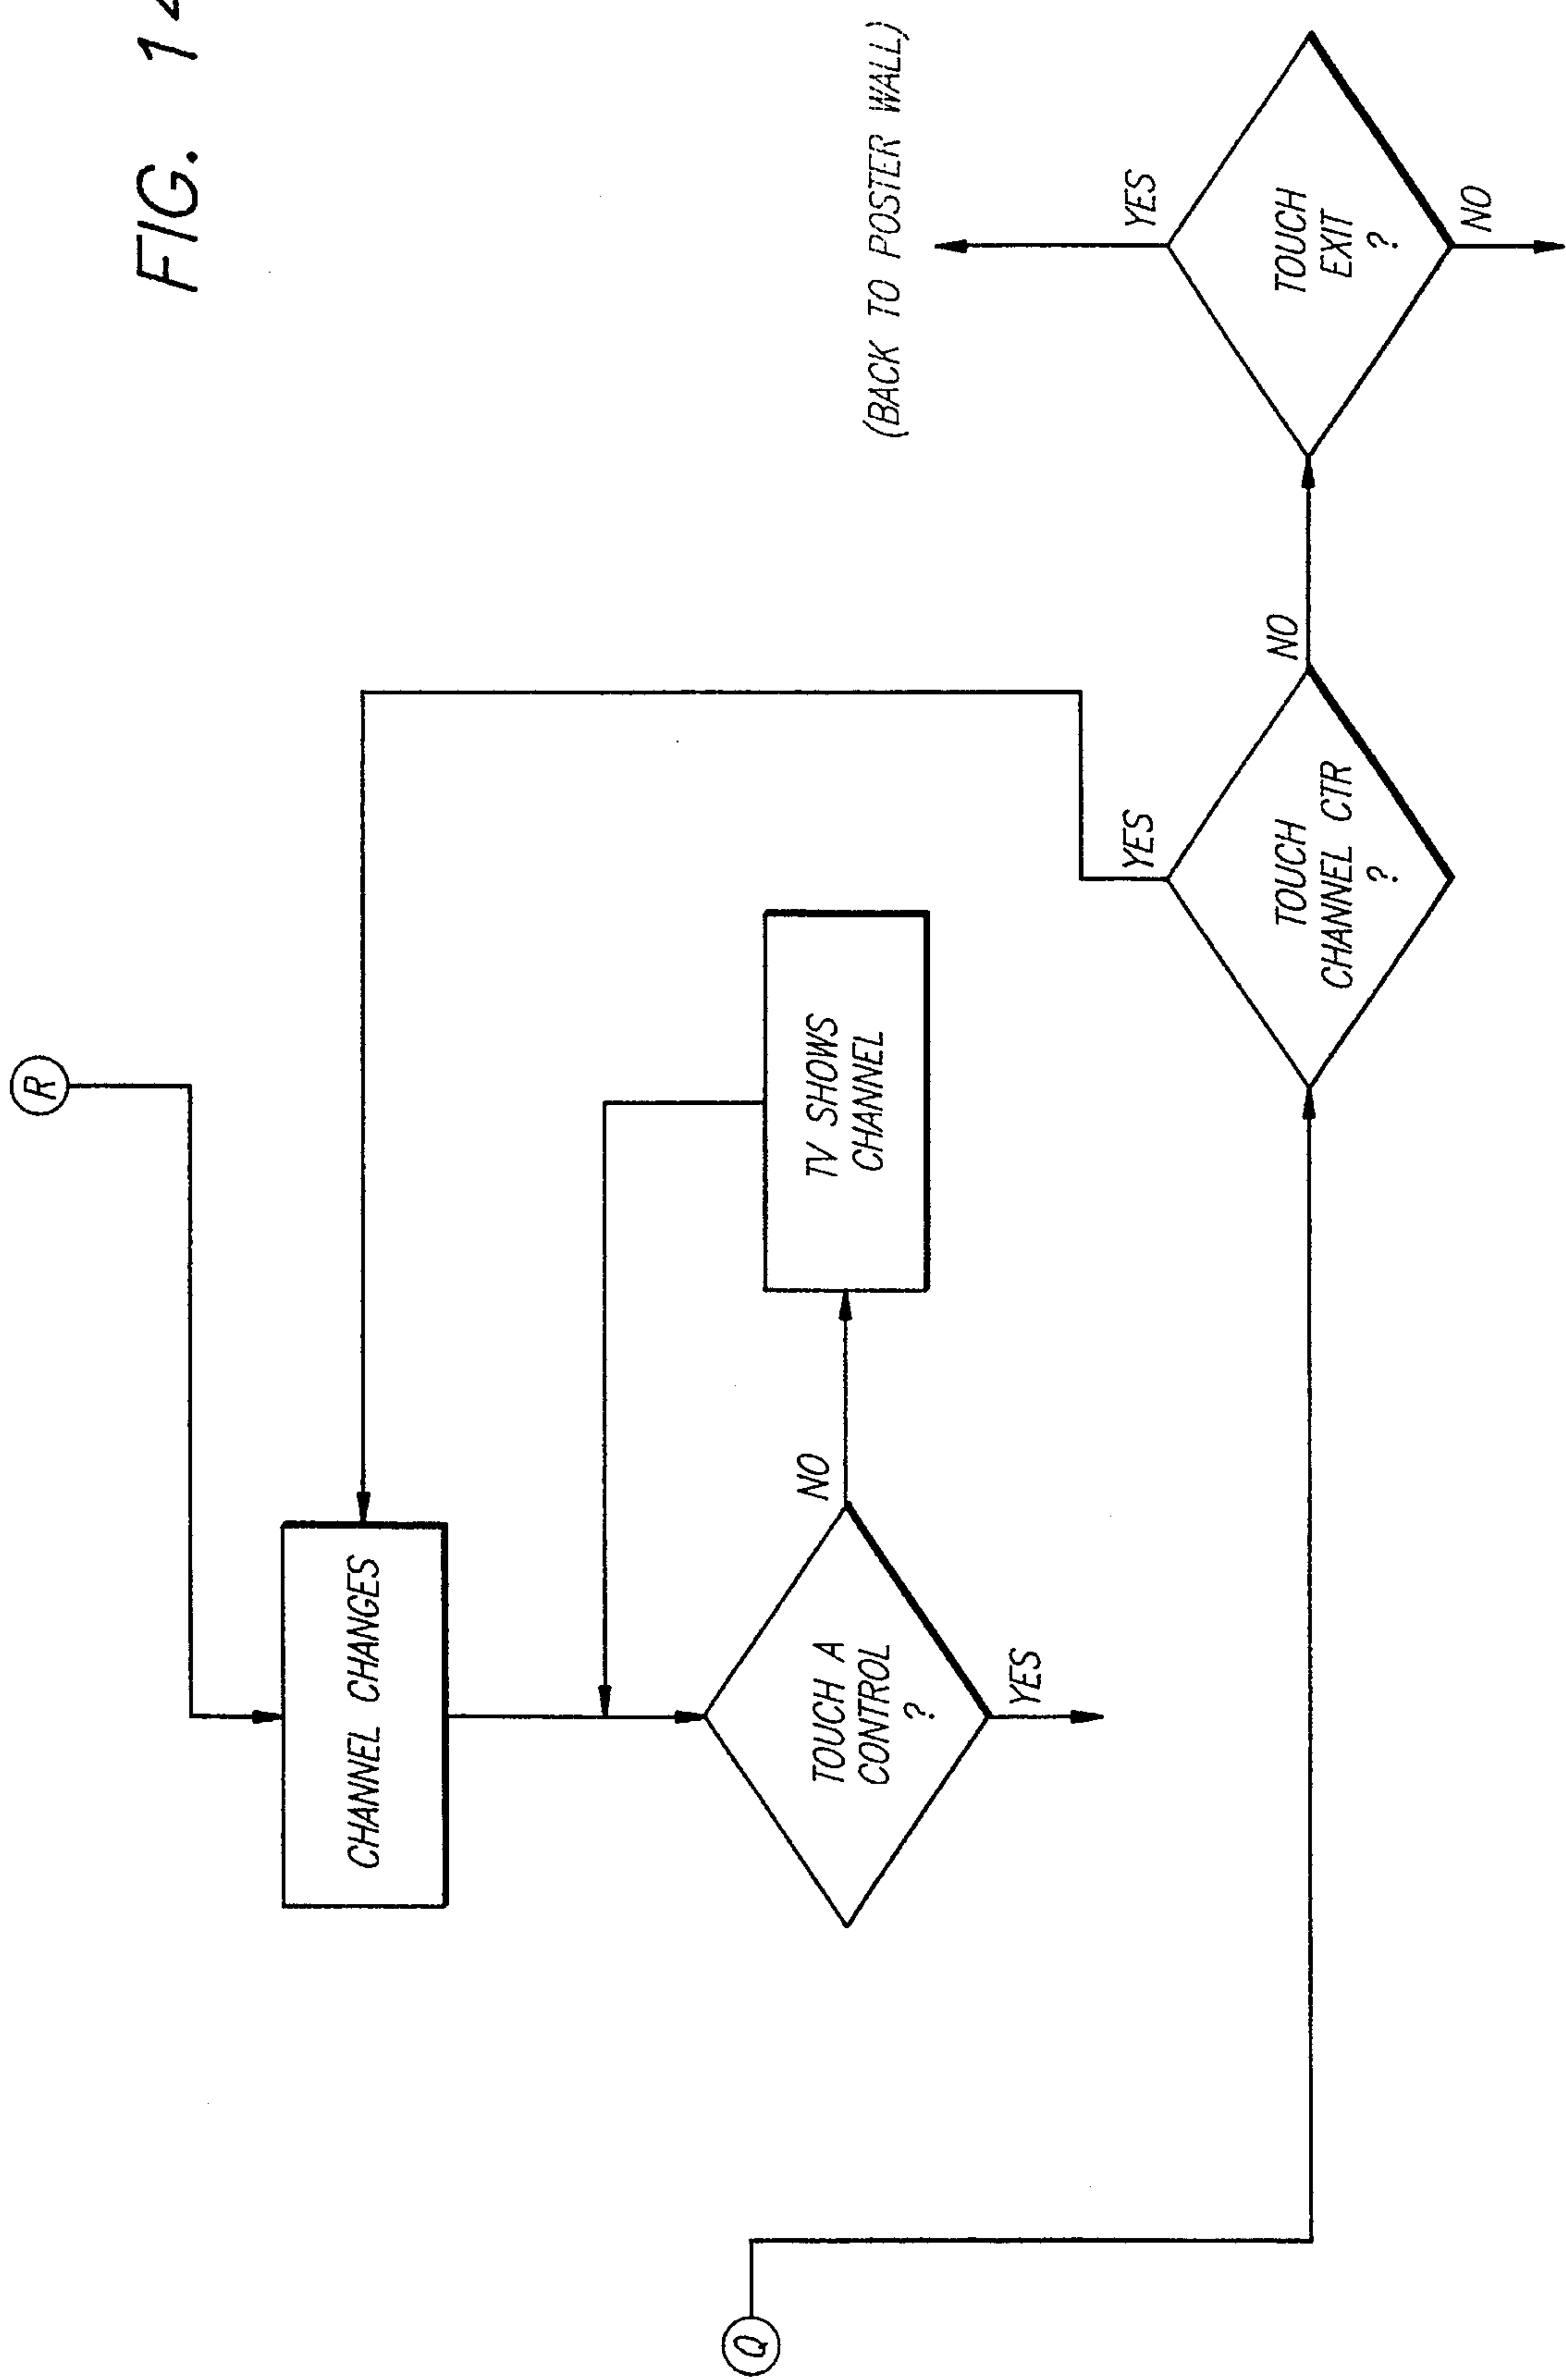 FIG. 14
R
CHANNEL CHANGES
TOUCH A
CONTROL
?
NO
YES
TV SHOWS
CHANNEL
(BACK TO POSTER WALL)
Q
TOUCH
CHANNEL CTR
?
YES
NO
TOUCH
EXIT
?
YES
NO